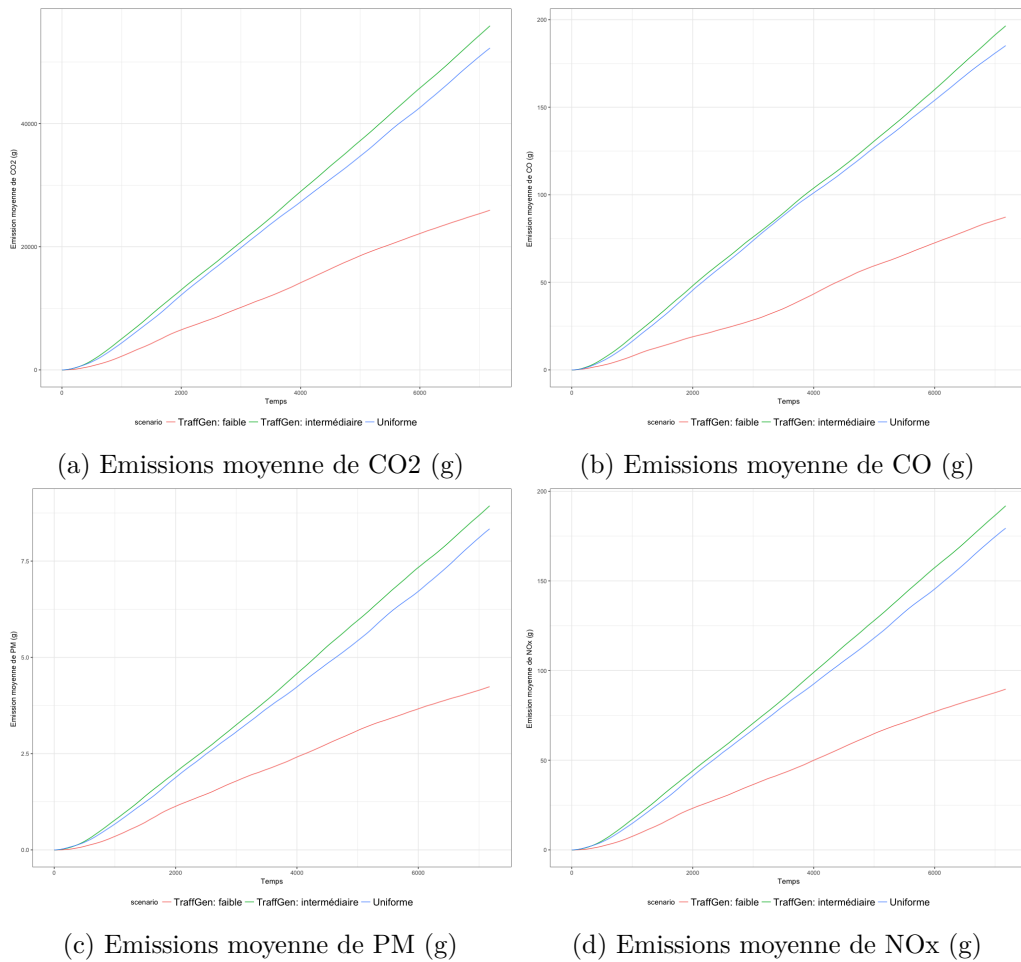 Emission moyenne de CO2 (g)
40000
20000
0
0 2000 4000 6000
Temps
scenario TraffGen: faible TraffGen: intermédiaire Uniforme
(a) Emissions moyenne de CO2 (g)
Emission moyenne de CO (g)
200
150
100
50
0
0 2000 4000 6000
Temps
scenario TraffGen: faible TraffGen: intermédiaire Uniforme
(b) Emissions moyenne de CO (g)
Emission moyenne de PM (g)
7.5
5.0
2.5
0.0
0 2000 4000 6000
Temps
scenario TraffGen: faible TraffGen: intermédiaire Uniforme
(c) Emissions moyenne de PM (g)
Emission moyenne de NOx (g)
200
150
100
50
0
0 2000 4000 6000
Temps
scenario TraffGen: faible TraffGen: intermédiaire Uniforme
(d) Emissions moyenne de NOx (g)